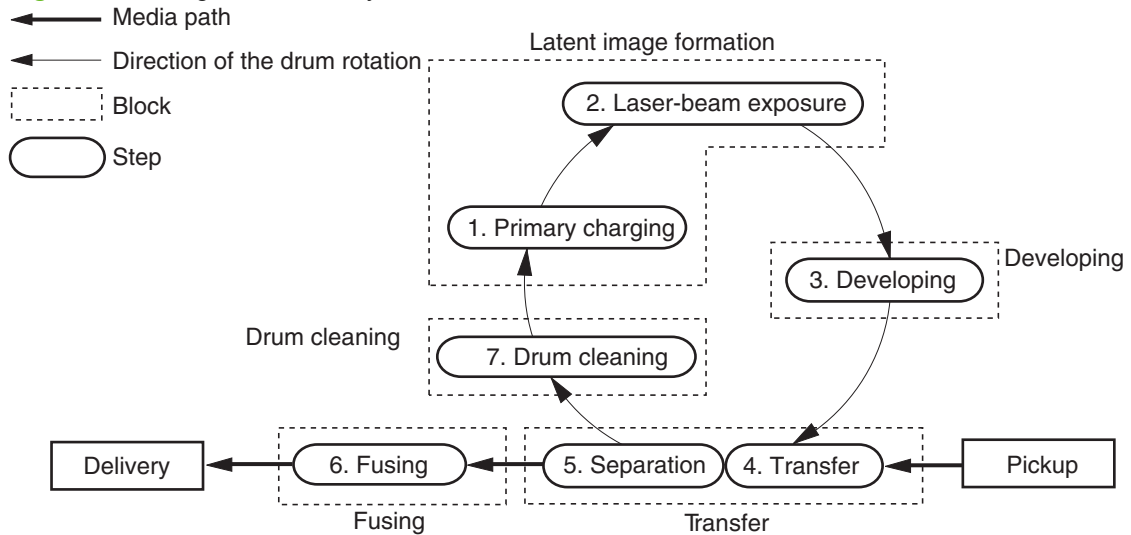 Media path
Direction of the drum rotation
Block
Step
Latent image formation
2. Laser-beam exposure
1. Primary charging
Developing
3. Developing
Drum cleaning
7. Drum cleaning
Delivery
6. Fusing
5. Separation
4. Transfer
Pickup
Fusing
Transfer